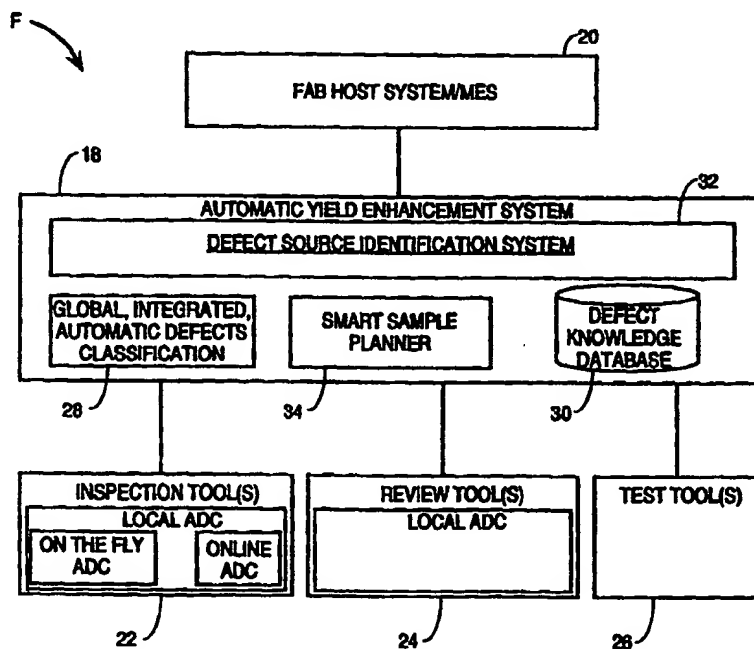 F
20
FAB HOST SYSTEM/MES
18
32
AUTOMATIC YIELD ENHANCEMENT SYSTEM
DEFECT SOURCE IDENTIFICATION SYSTEM
GLOBAL, INTEGRATED,
AUTOMATIC DEFECTS
CLASSIFICATION
SMART SAMPLE
PLANNER
DEFECT
KNOWLEDGE
DATABASE
28
34
30
INSPECTION TOOL(S)
LOCAL ADC
ON THE FLY
ADC
ONLINE
ADC
REVIEW TOOL(S)
LOCAL ADC
TEST TOOL(S)
22
24
26